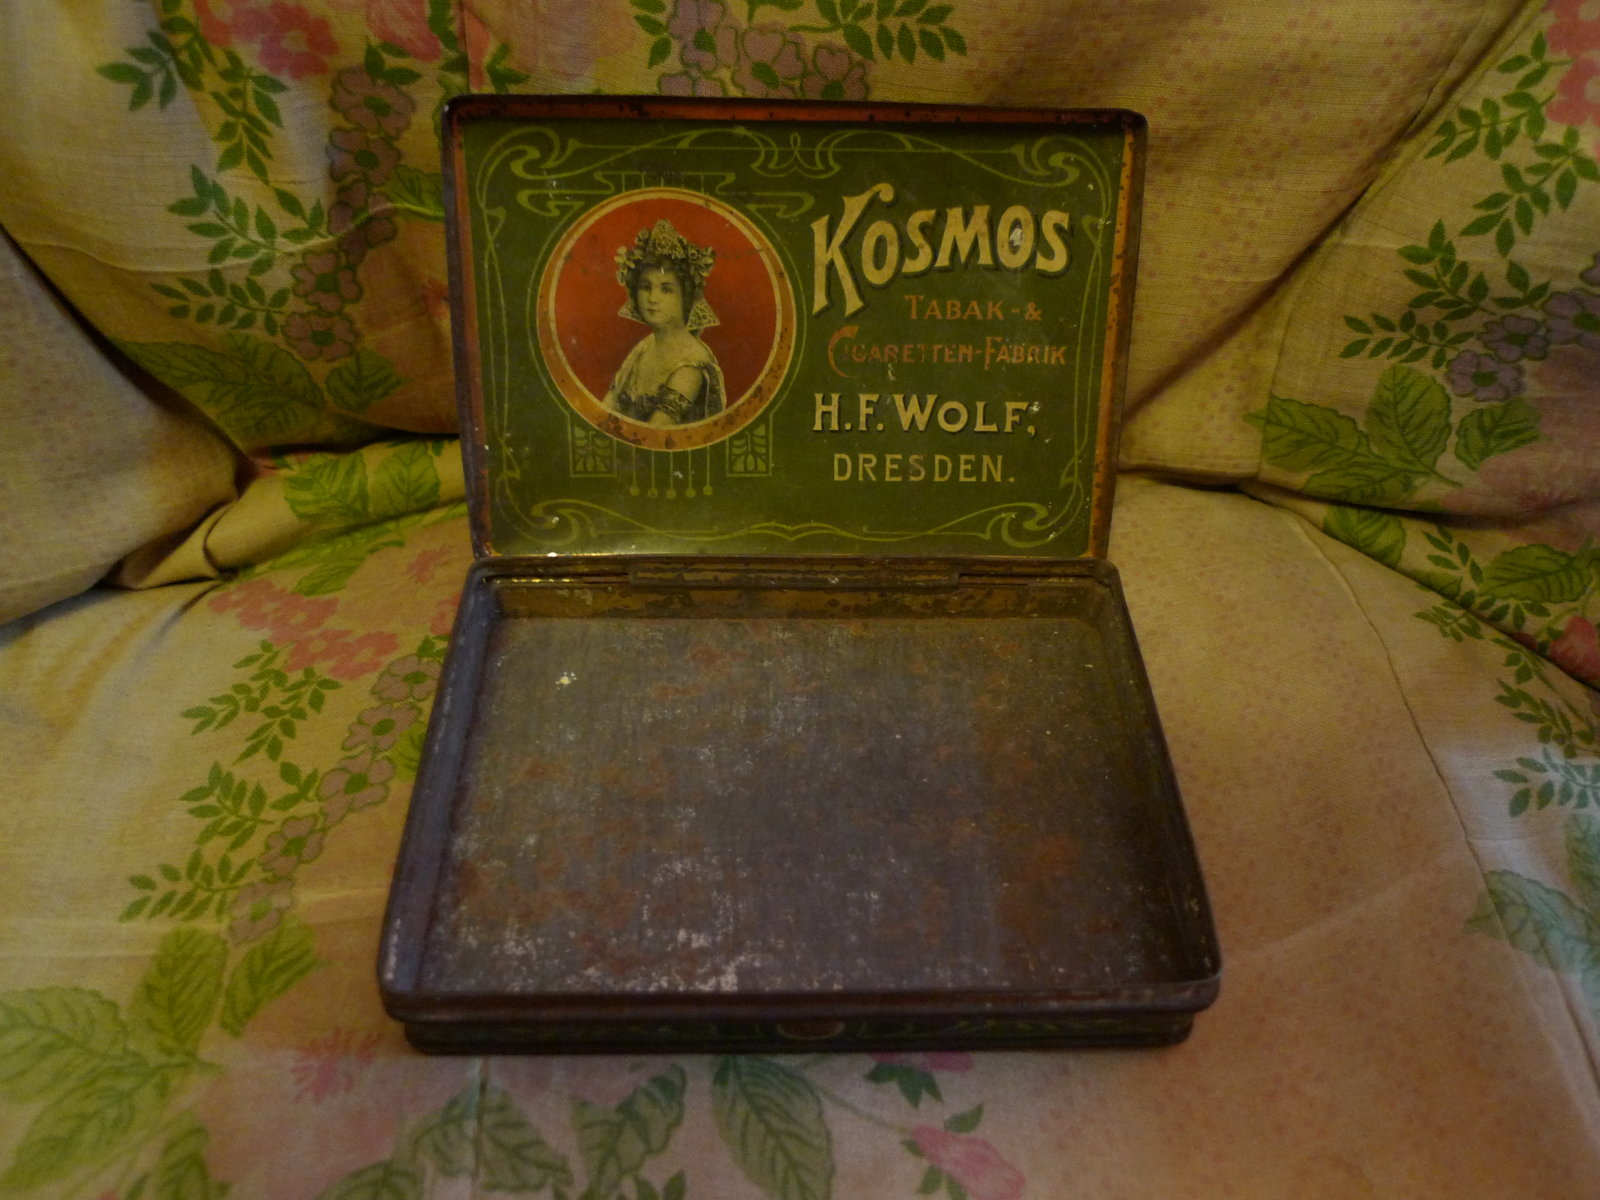 KOSMOS
TABAK-&
CIGARETTEN-FABRIK
H.F. WOLF,
DRESDEN.